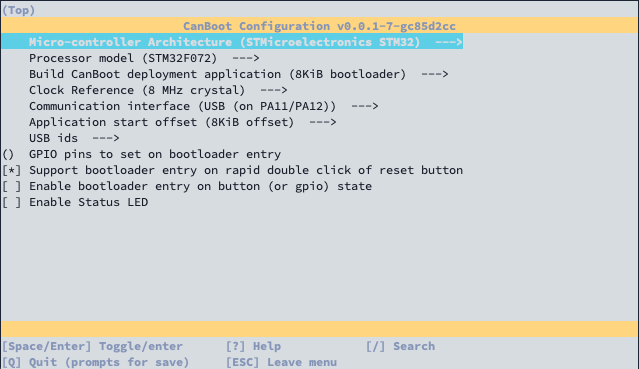 (Top)
CanBoot Configuration v0.0.1-7-gc85d2cc
Micro-controller Architecture (STMicroelectronics STM32)  --->
Processor model (STM32F072)  --->
Build CanBoot deployment application (8KiB bootloader)  --->
Clock Reference (8 MHz crystal)  --->
Communication interface (USB (on PA11/PA12))  --->
Application start offset (8KiB offset)  --->
USB ids  --->
()  GPIO pins to set on bootloader entry
[*] Support bootloader entry on rapid double click of reset button
[ ] Enable bootloader entry on button (or gpio) state
[ ] Enable Status LED
[Space/Enter] Toggle/enter [?] Help [/] Search
[Q] Quit (prompts for save) [ESC] Leave menu